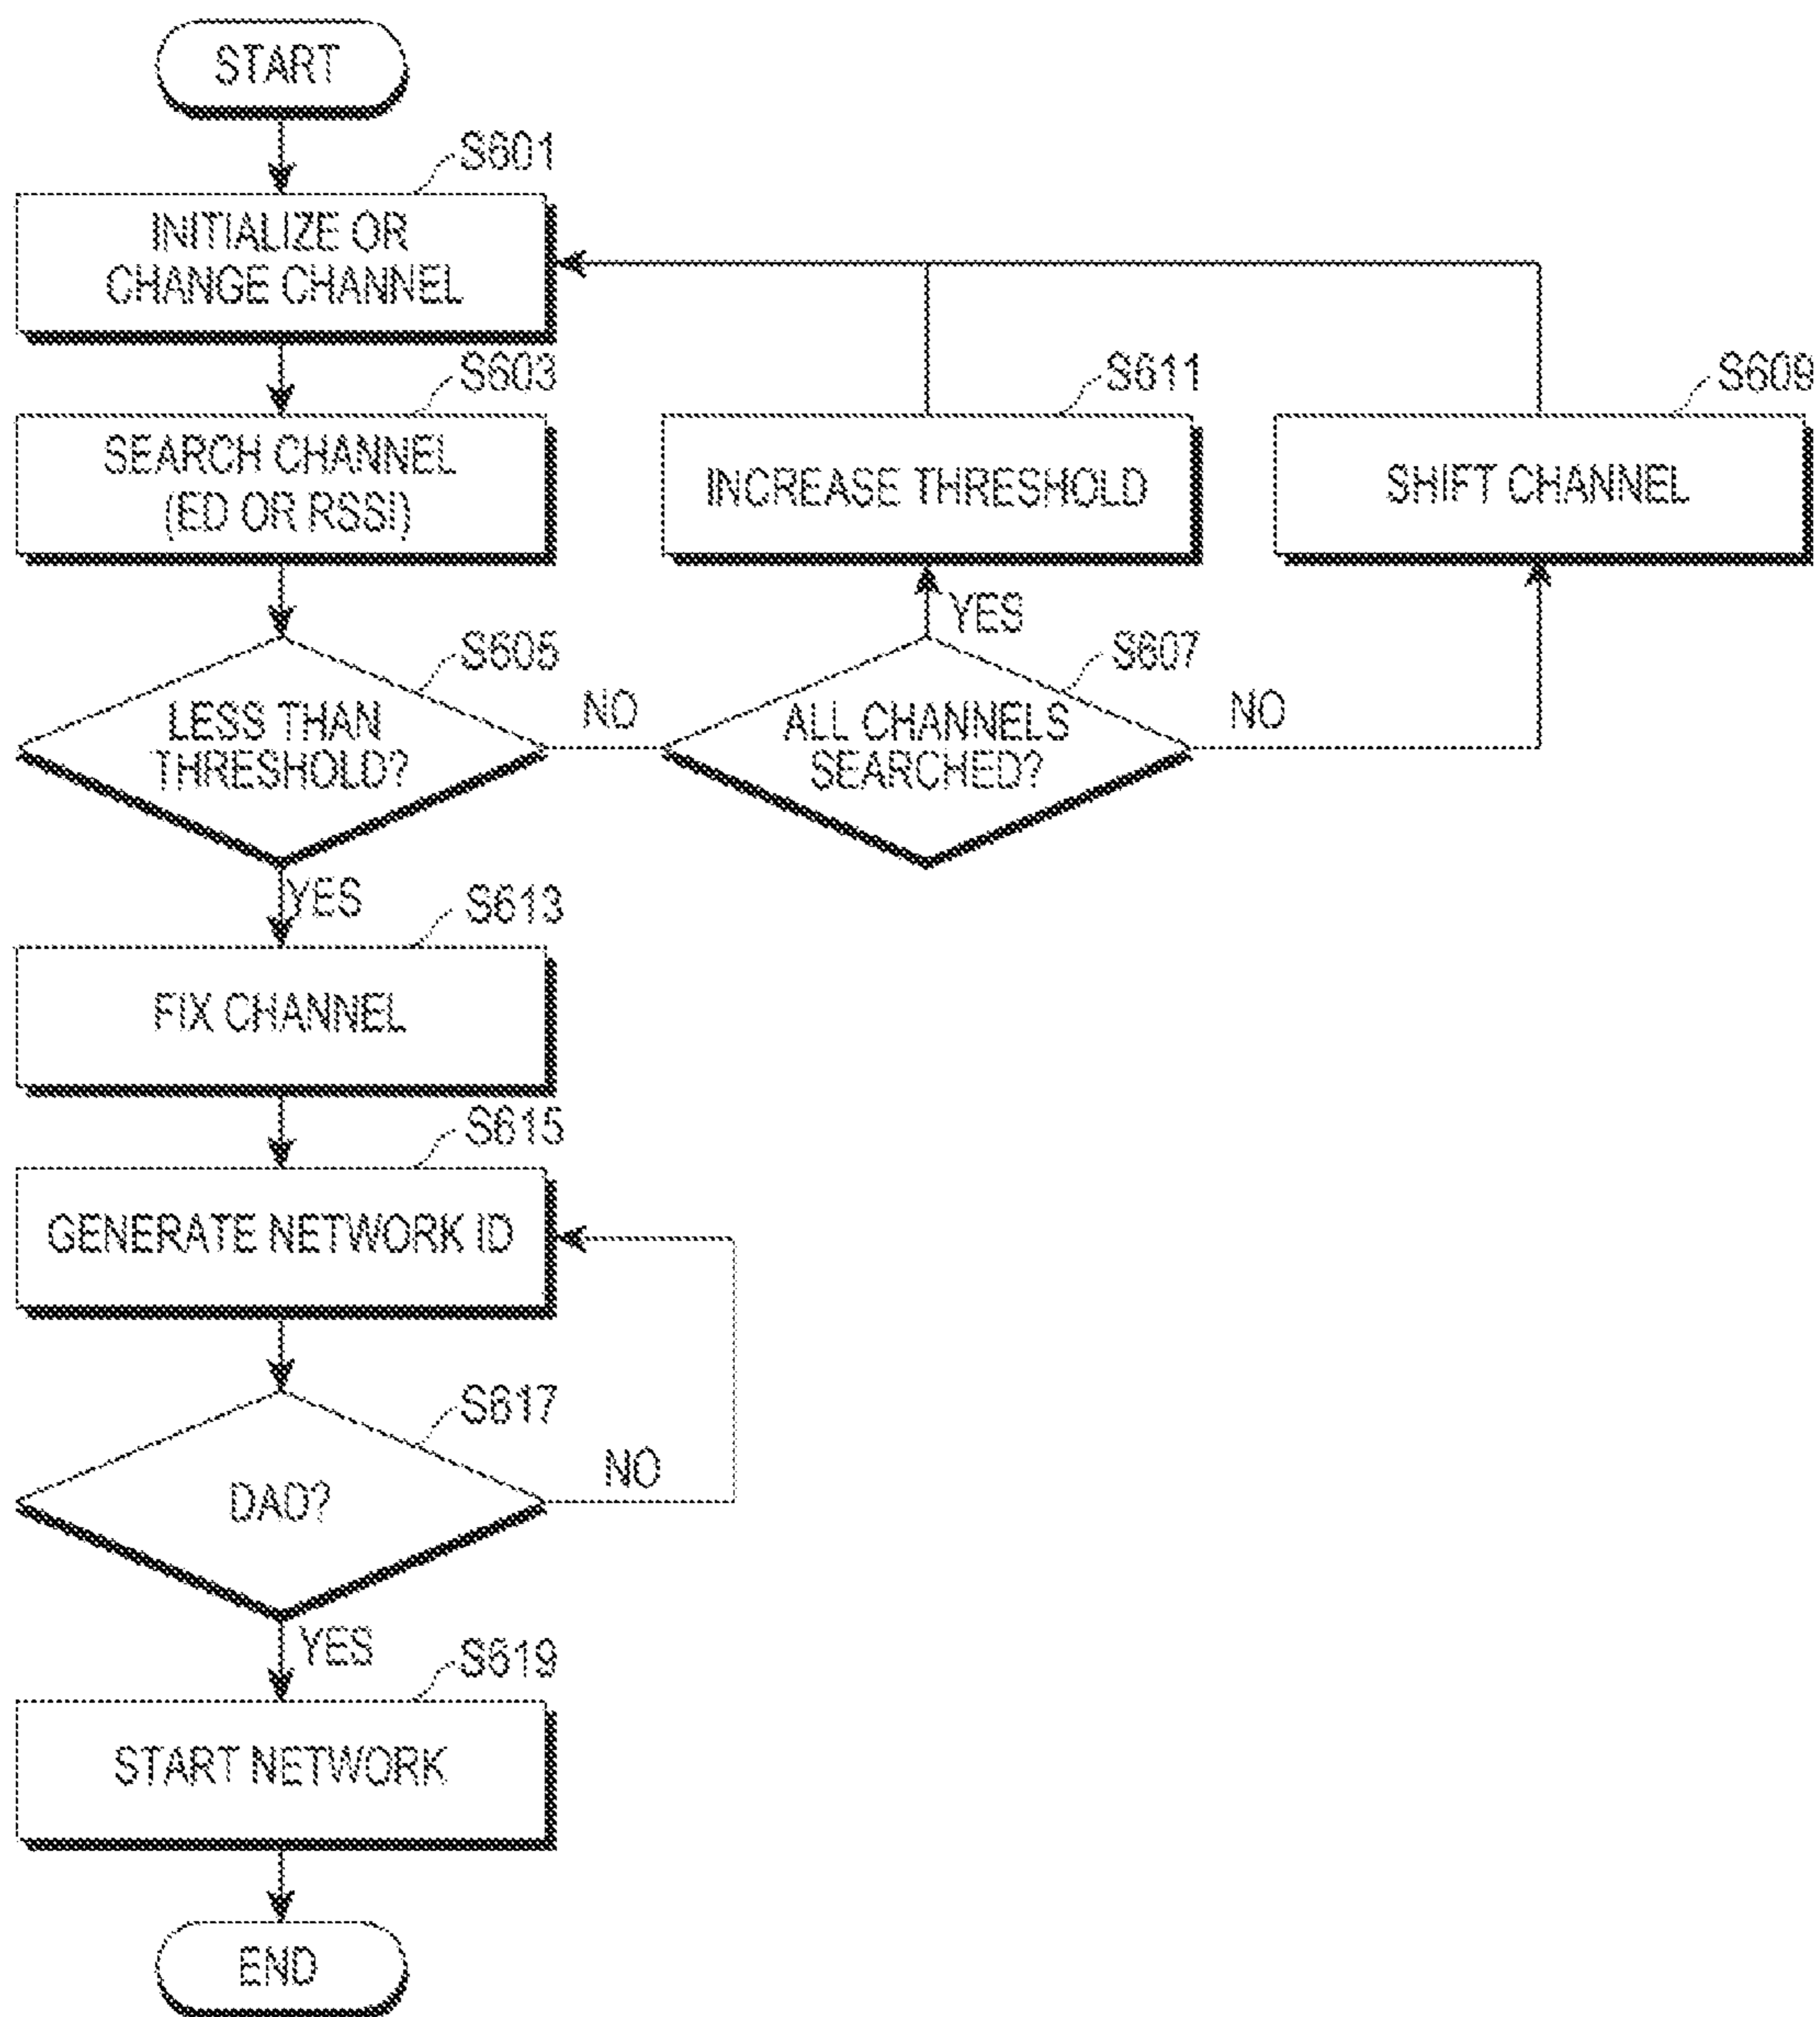 START
S601
INITIALIZE OR
CHANGE CHANNEL
S603
SEARCH CHANNEL
(ED OR RSSI)
S611
INCREASE THRESHOLD
S609
SHIFT CHANNEL
YES
S605
LESS THAN
THRESHOLD?
NO
S607
ALL CHANNELS
SEARCHED?
NO
YES
S613
FIX CHANNEL
S615
GENERATE NETWORK ID
S617
DAD?
NO
YES
S619
START NETWORK
END